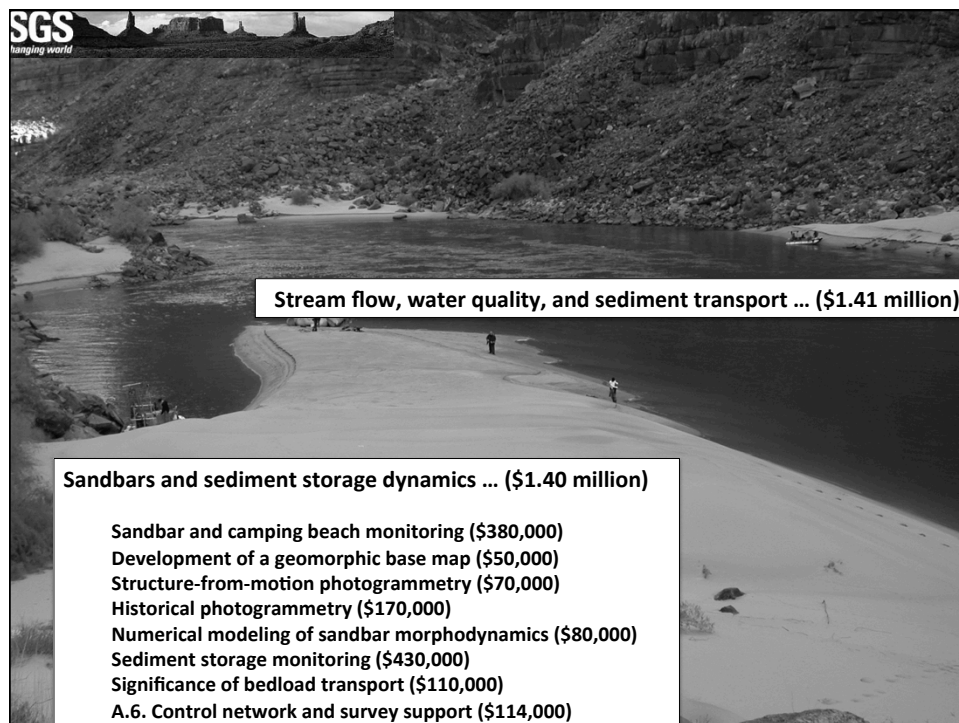 SGS
hanging world
Stream flow, water quality, and sediment transport ... ($1.41 million)
Sandbars and sediment storage dynamics ... ($1.40 million)
Sandbar and camping beach monitoring ($380,000)
Development of a geomorphic base map ($50,000)
Structure-from-motion photogrammetry ($70,000)
Historical photogrammetry ($170,000)
Numerical modeling of sandbar morphodynamics ($80,000)
Sediment storage monitoring ($430,000)
Significance of bedload transport ($110,000)
A.6. Control network and survey support ($114,000)